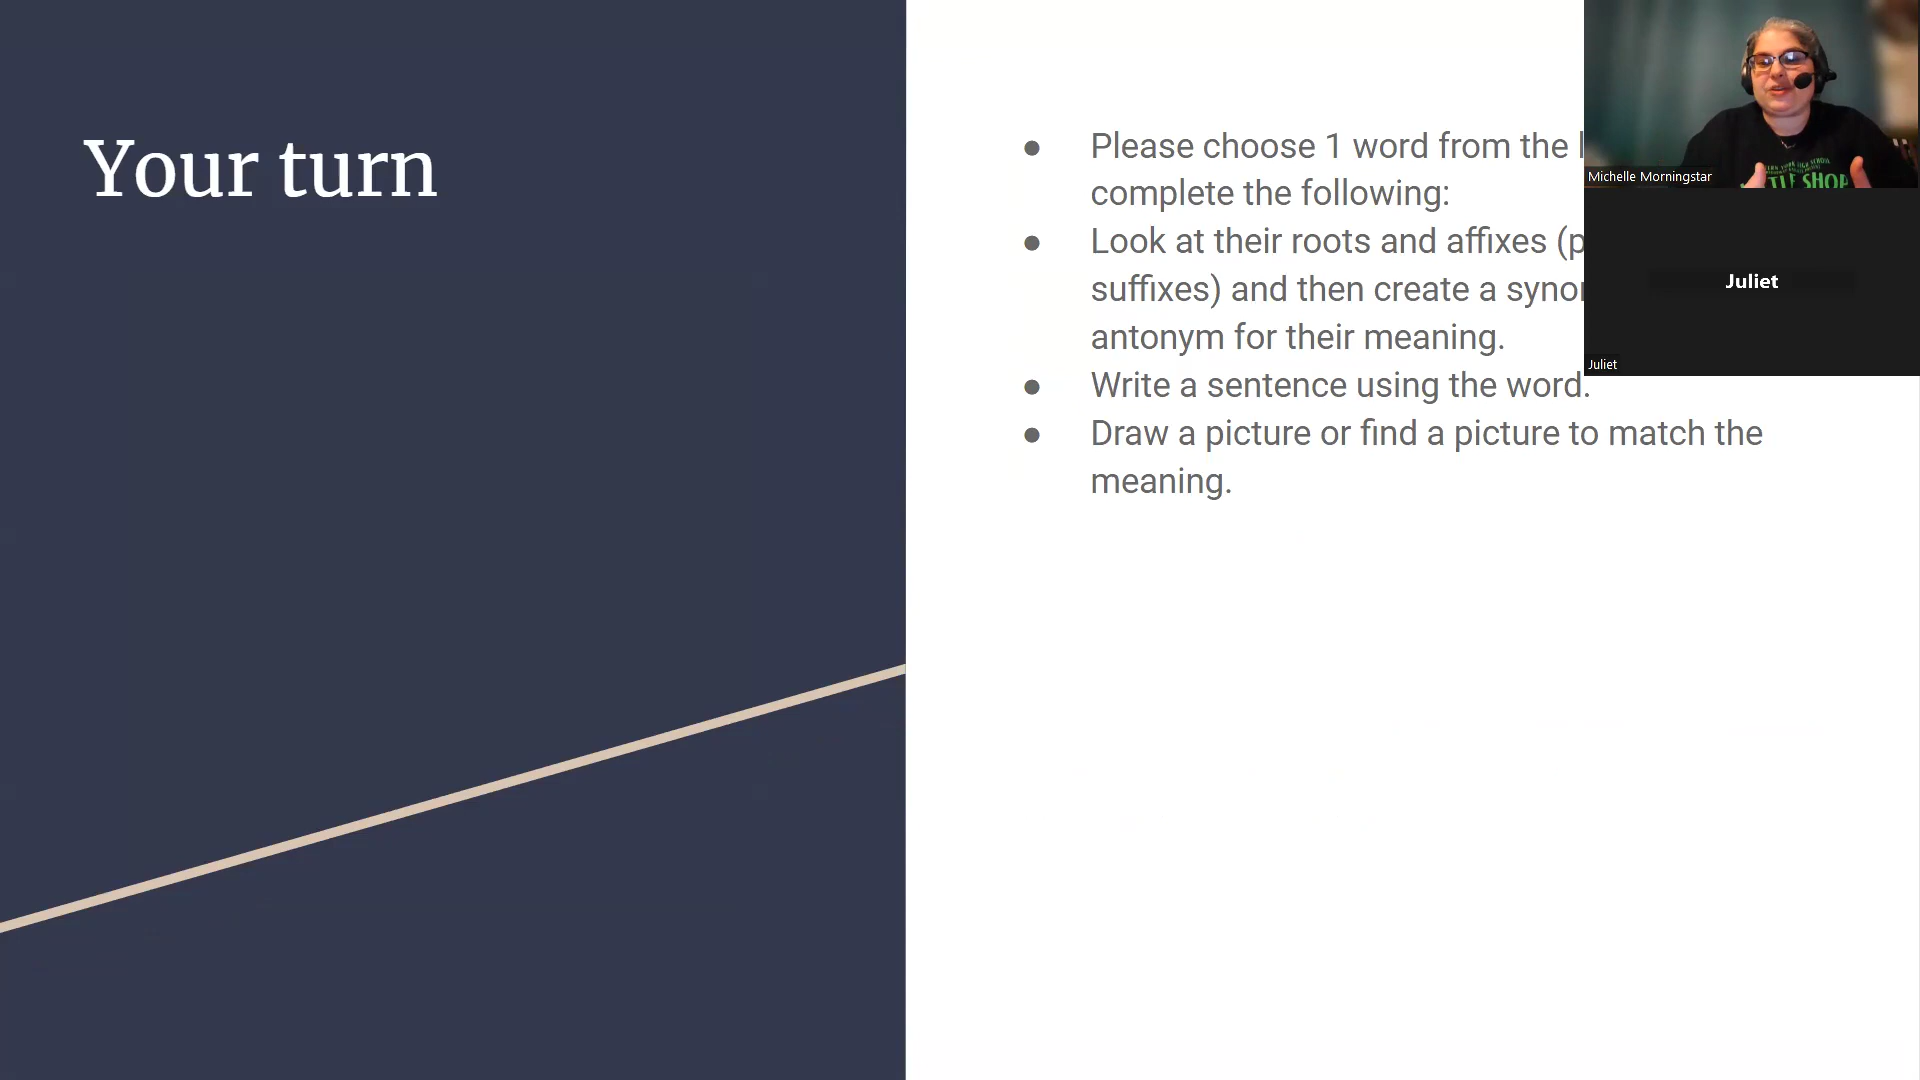 Your turn
Please choose 1 word from the
complete the following:
Look at their roots and affixes (p
suffixes) and then create a syno
antonym for their meaning.
Write a sentence using the word.
Draw a picture or find a picture to match the
meaning.
Michelle Morningstar
Juliet
Juliet